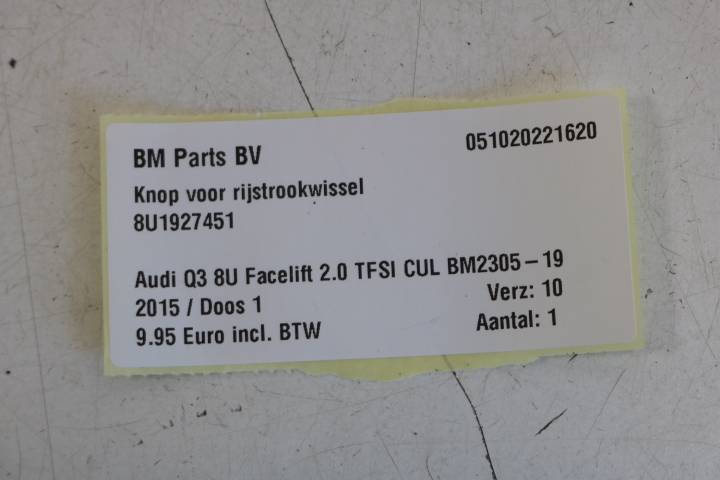 BM Parts BV 051020221620
Knop voor rijstrookwissel
8U1927451
Audi Q3 8U Facelift 2.0 TFSI CUL BM2305-19
2015 / Doos 1 Verz: 10
9.95 Euro incl. BTW Aantal: 1